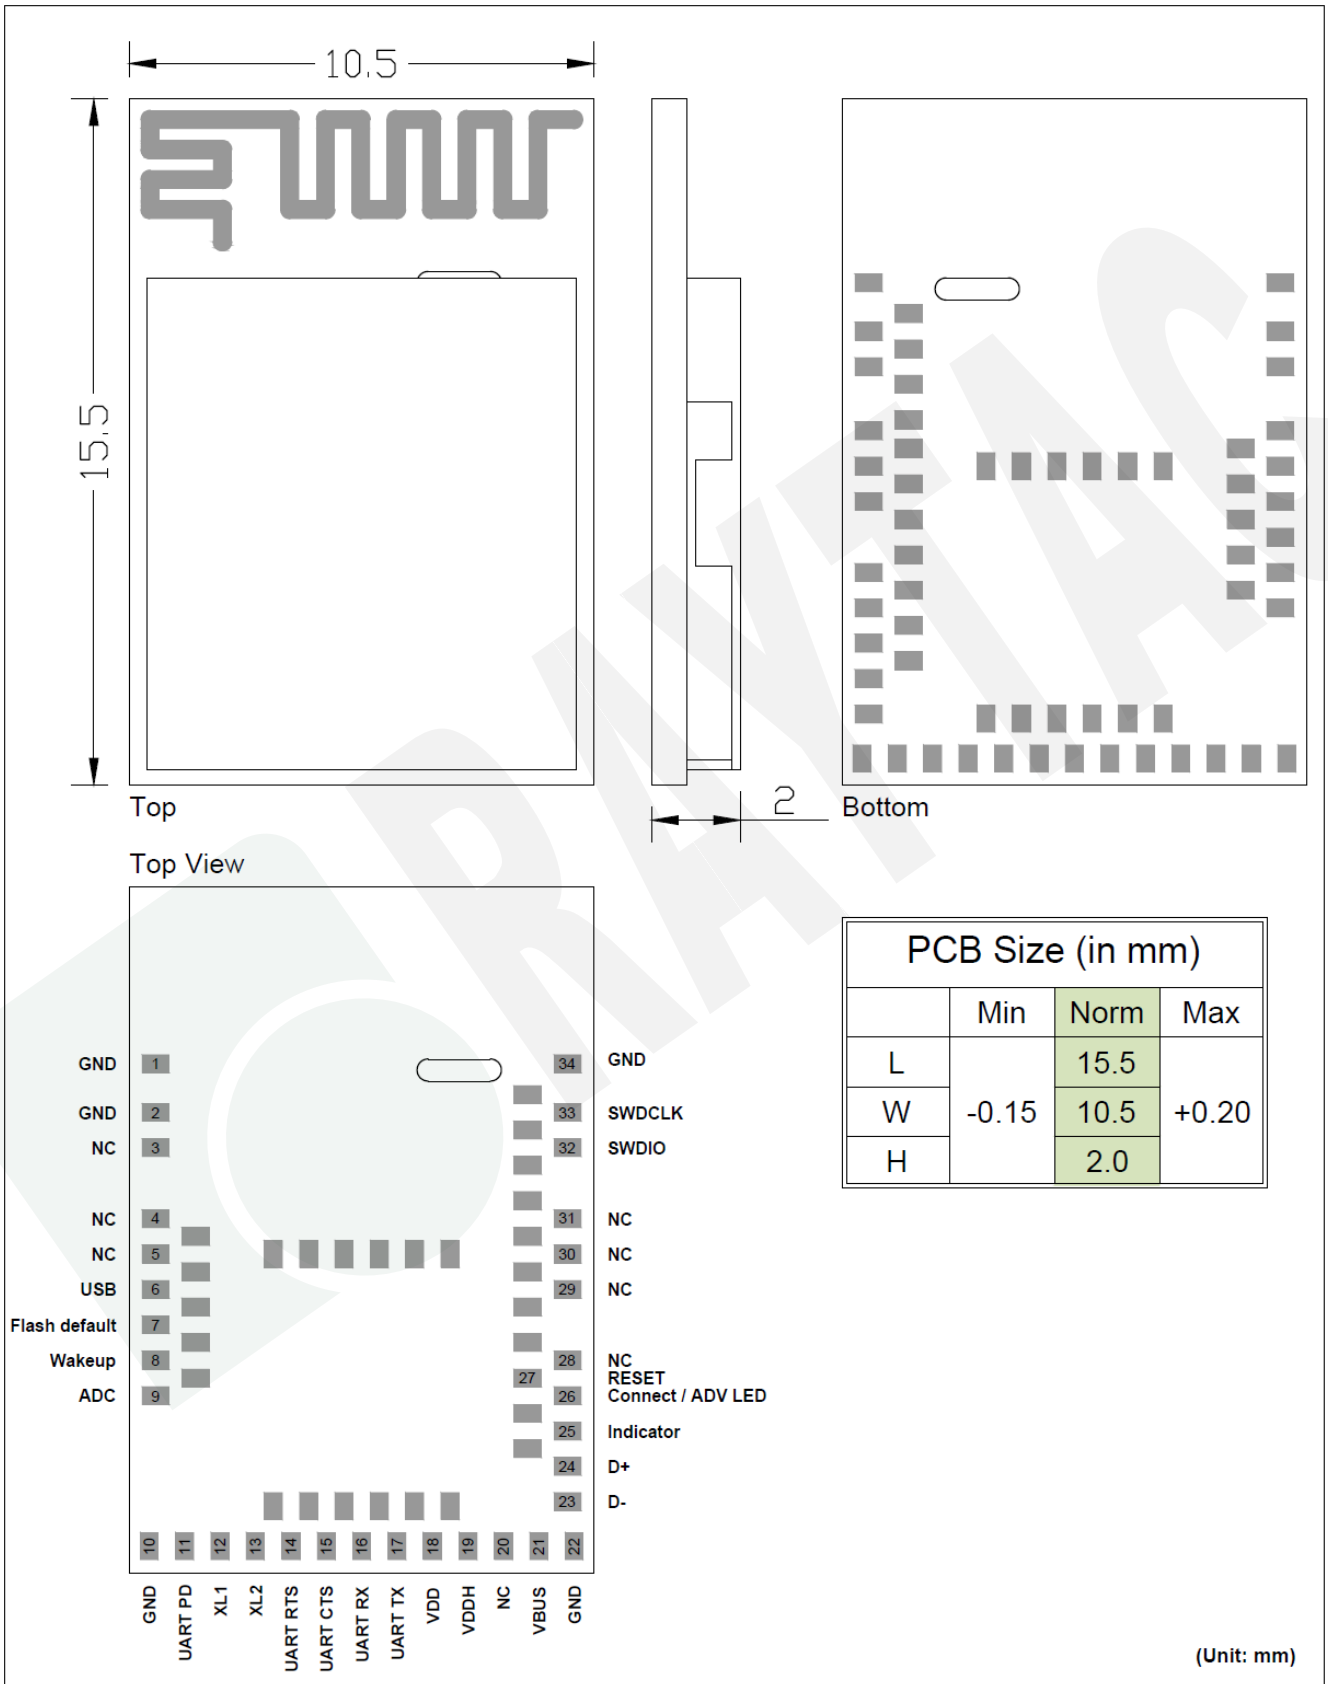 10.5
15.5
2
Top
Bottom
Top View
GND 1
GND 2
NC 3
NC 4
NC 5
USB 6
Flash default 7
Wakeup 8
ADC 9
34 GND
33 SWDCLK
32 SWDIO
31 NC
30 NC
29 NC
28 NC
27 RESET
26 Connect / ADV LED
25 Indicator
24 D+
23 D-
10 11 12 13 14 15 16 17 18 19 20 21 22
GND UART PD XL1 XL2 UART RTS UART CTS UART RX UART TX VDD VDDH NC VBUS GND
PCB Size (in mm)
Min Norm Max
L 15.5
W -0.15 10.5 +0.20
H 2.0
(Unit: mm)
RAYTAC